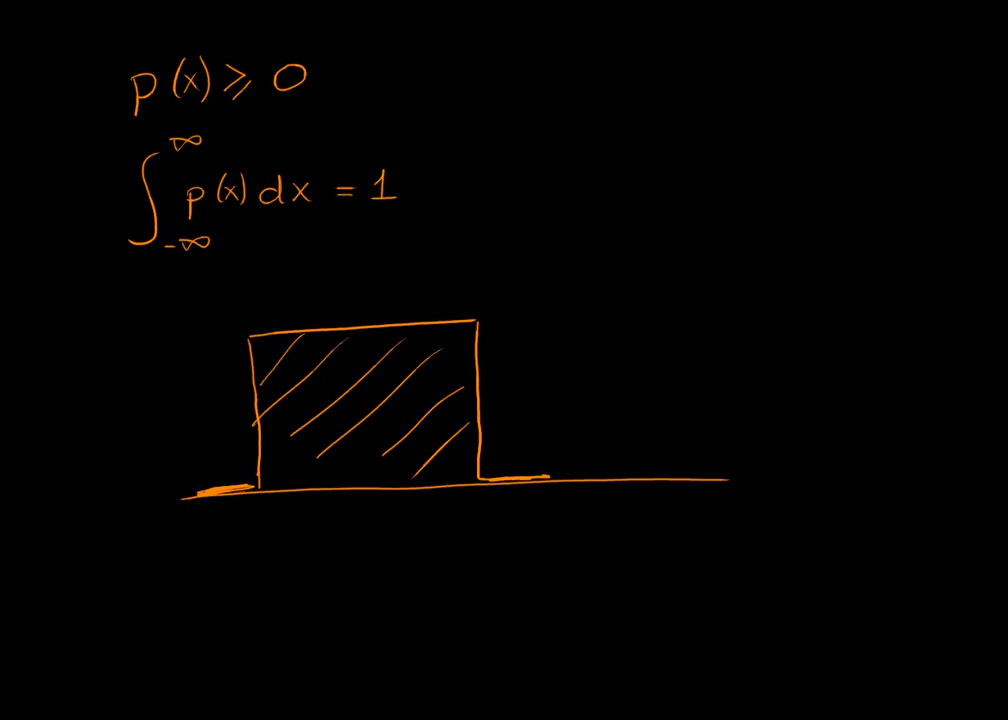 p(x) ⩾ 0
∫_{-∞}^{∞} p(x) dx = 1